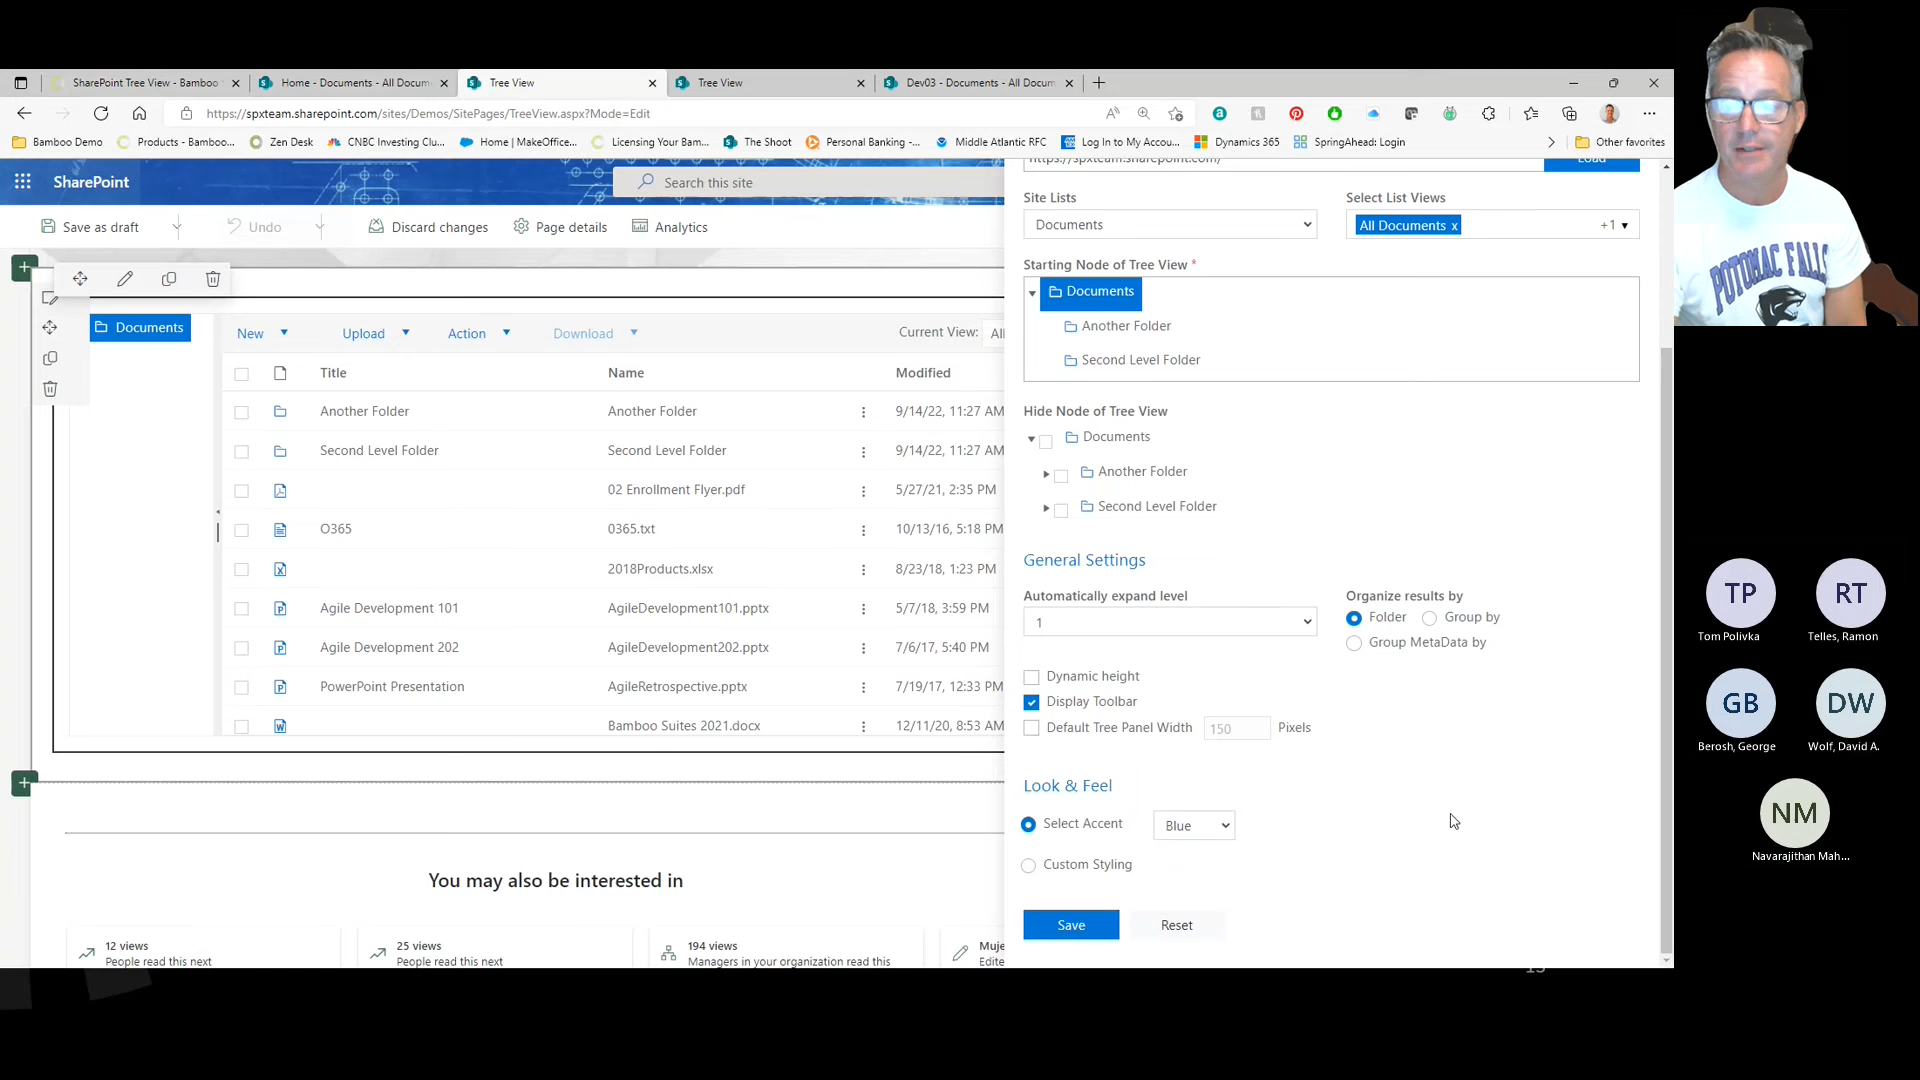 SharePoint Tree View - Bamboo
Home - Documents - All Docum
Tree View
Tree View
Dev03 - Documents - All Docum
https://spxteam.sharepoint.com/sites/Demos/SitePages/TreeView.aspx?Mode=Edit
Bamboo Demo
Products - Bamboo...
Zen Desk
CNBC Investing Clu...
Home | MakeOffice...
Licensing Your Bam...
The Shoot
Personal Banking -...
Middle Atlantic RFC
Log In to My Accou...
Dynamics 365
SpringAhead: Login
Other favorites
SharePoint
Search this site
https://spxteam.sharepoint.com/
Load
Save as draft
Undo
Discard changes
Page details
Analytics
Site Lists
Documents
Select List Views
All Documents x
+1
Starting Node of Tree View *
Documents
Another Folder
Second Level Folder
Documents
New
Upload
Action
Download
Current View:
All
Title
Name
Modified
Another Folder
Another Folder
9/14/22, 11:27 AM
Second Level Folder
Second Level Folder
9/14/22, 11:27 AM
02 Enrollment Flyer.pdf
5/27/21, 2:35 PM
O365
0365.txt
10/13/16, 5:18 PM
2018Products.xlsx
8/23/18, 1:23 PM
Agile Development 101
AgileDevelopment101.pptx
5/7/18, 3:59 PM
Agile Development 202
AgileDevelopment202.pptx
7/6/17, 5:40 PM
PowerPoint Presentation
AgileRetrospective.pptx
7/19/17, 12:33 PM
Bamboo Suites 2021.docx
12/11/20, 8:53 AM
Hide Node of Tree View
Documents
Another Folder
Second Level Folder
General Settings
Automatically expand level
1
Organize results by
Folder
Group by
Group MetaData by
Dynamic height
Display Toolbar
Default Tree Panel Width
150
Pixels
Look & Feel
Select Accent
Blue
Custom Styling
Save
Reset
You may also be interested in
12 views
People read this next
25 views
People read this next
194 views
Managers in your organization read this
Muje
Edite
POTOMAC FALLS
TP
Tom Polivka
RT
Telles, Ramon
GB
Berosh, George
DW
Wolf, David A.
NM
Navarajithan Mah...